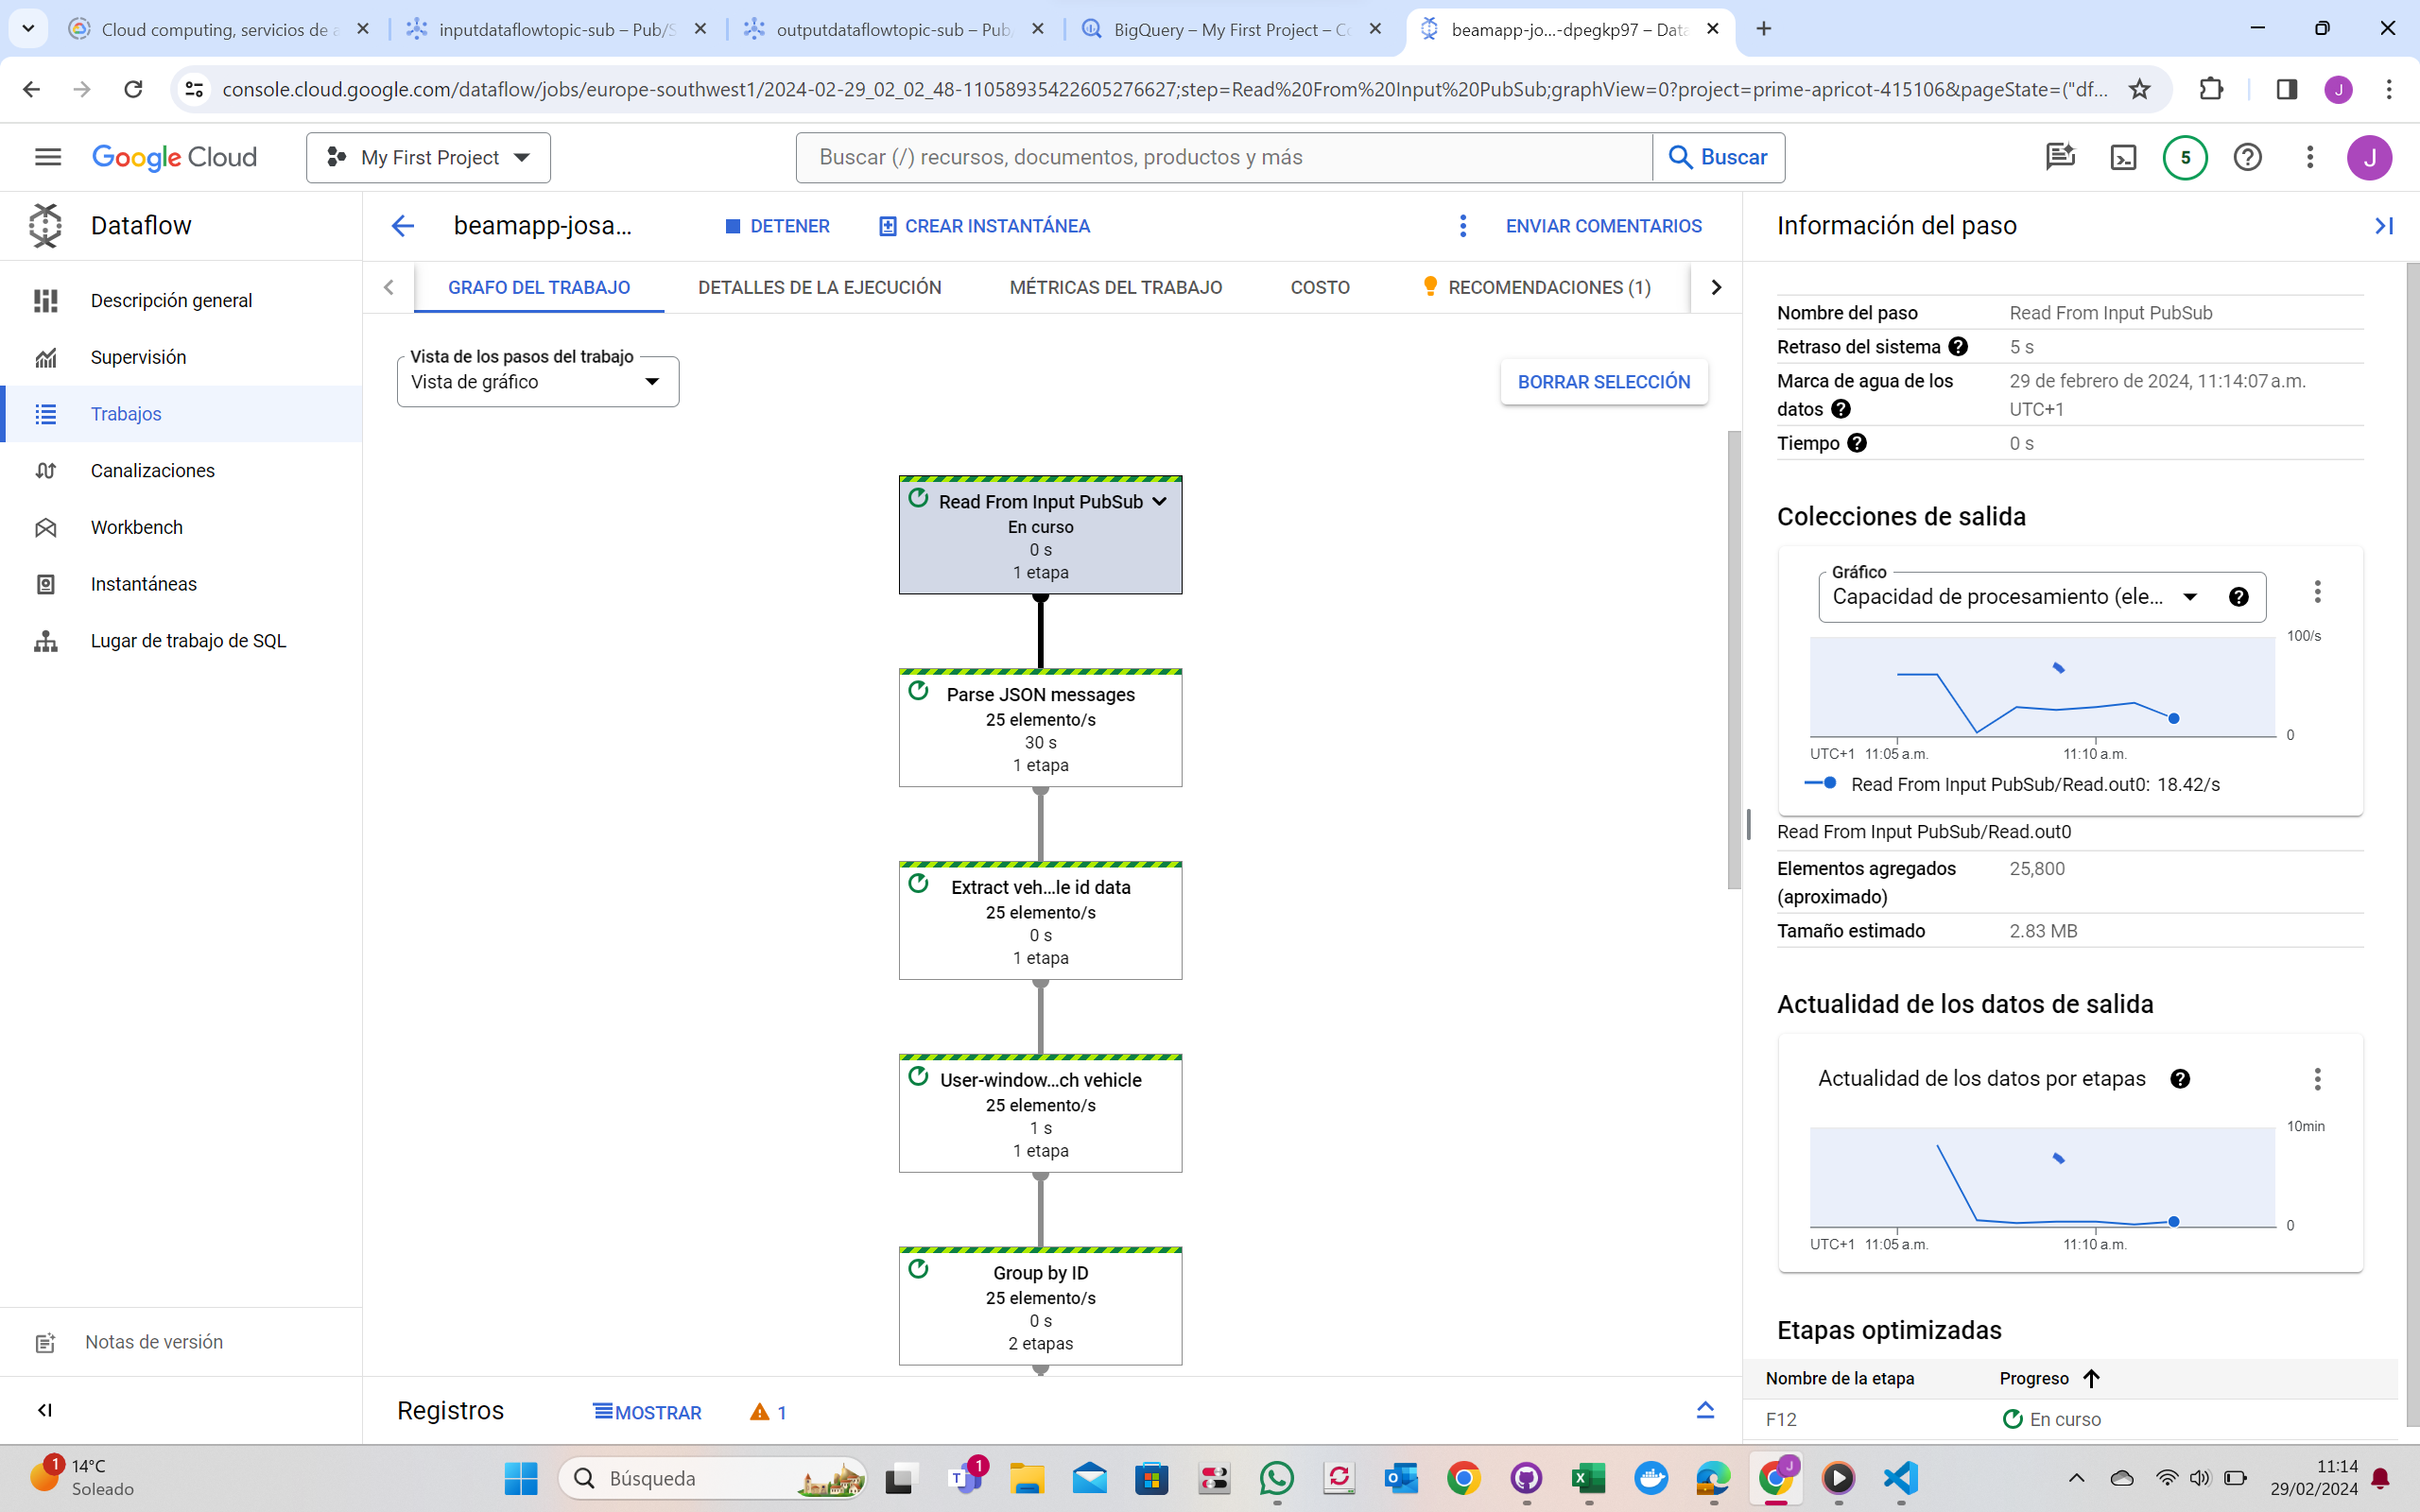 Cloud computing, servicios de a
inputdataflowtopic-sub – Pub/S
outputdataflowtopic-sub – Pub/
BigQuery – My First Project – Co
beamapp-jo...-dpegkp97 – Data
console.cloud.google.com/dataflow/jobs/europe-southwest1/2024-02-29_02_02_48-11058935422605276627;step=Read%20From%20Input%20PubSub;graphView=0?project=prime-apricot-415106&pageState=("df...
J
Google Cloud
My First Project
Buscar (/) recursos, documentos, productos y más
Buscar
5
J
Dataflow
beamapp-josa...
DETENER
CREAR INSTANTÁNEA
ENVIAR COMENTARIOS
Información del paso
GRAFO DEL TRABAJO
DETALLES DE LA EJECUCIÓN
MÉTRICAS DEL TRABAJO
COSTO
RECOMENDACIONES (1)
Descripción general
Supervisión
Trabajos
Canalizaciones
Workbench
Instantáneas
Lugar de trabajo de SQL
Notas de versión
Vista de los pasos del trabajo
Vista de gráfico
BORRAR SELECCIÓN
Read From Input PubSub
En curso
0 s
1 etapa
Parse JSON messages
25 elemento/s
30 s
1 etapa
Extract veh...le id data
25 elemento/s
0 s
1 etapa
User-window...ch vehicle
25 elemento/s
1 s
1 etapa
Group by ID
25 elemento/s
0 s
2 etapas
Registros
MOSTRAR
1
Nombre del paso Read From Input PubSub
Retraso del sistema 5 s
Marca de agua de los datos 29 de febrero de 2024, 11:14:07 a.m. UTC+1
Tiempo 0 s
Colecciones de salida
Gráfico
Capacidad de procesamiento (ele...
100/s
0
UTC+1 11:05 a.m. 11:10 a.m.
Read From Input PubSub/Read.out0: 18.42/s
Read From Input PubSub/Read.out0
Elementos agregados (aproximado) 25,800
Tamaño estimado 2.83 MB
Actualidad de los datos de salida
Actualidad de los datos por etapas
10min
0
UTC+1 11:05 a.m. 11:10 a.m.
Etapas optimizadas
Nombre de la etapa Progreso
F12 En curso
1
14°C
Soleado
Búsqueda
1
J
11:14
29/02/2024